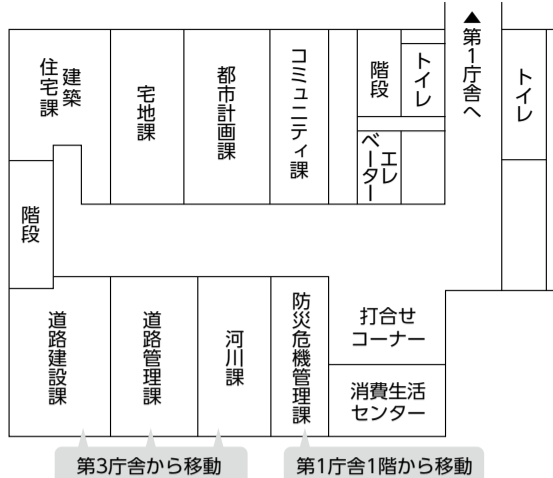 ▲第1庁舎へ
建築
住宅課
宅地課
都市計画課
コミュニティ課
階段
トイレ
エレ
ベーター
トイレ
階段
道路建設課
道路管理課
河川課
防災危機管理課
打合せ
コーナー
消費生活
センター
第3庁舎から移動
第1庁舎1階から移動